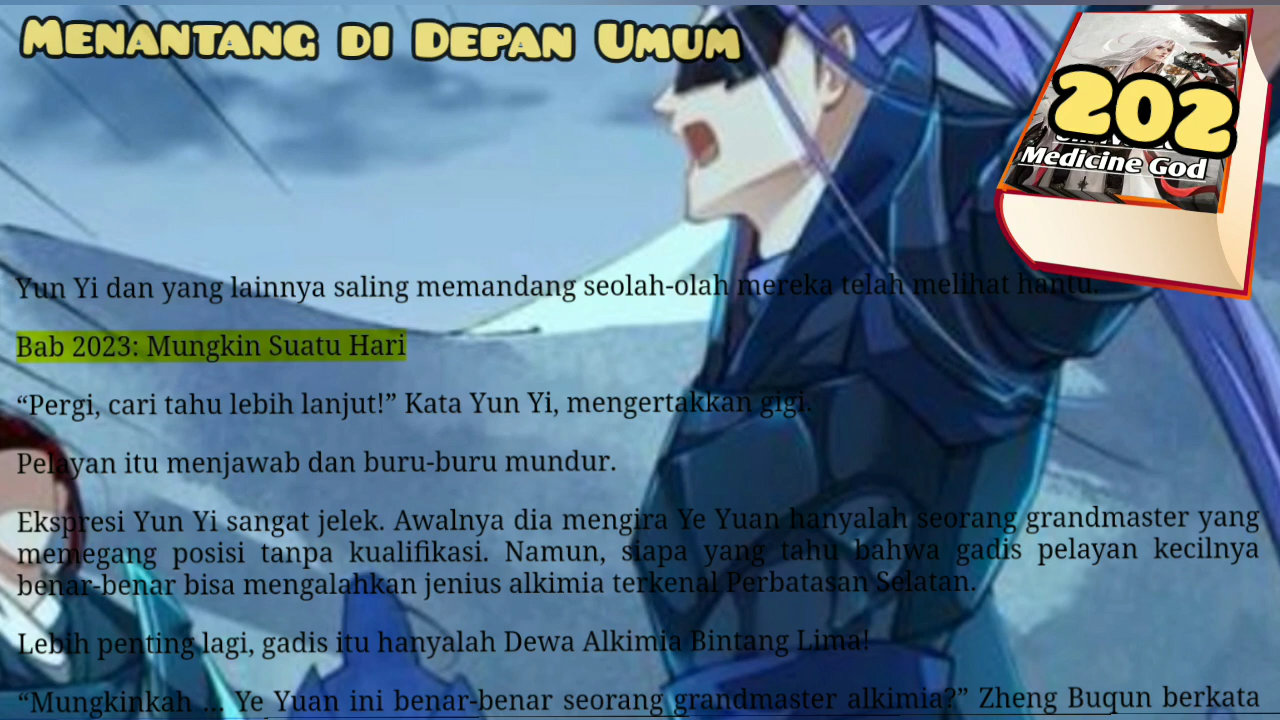 Menantang di Depan Umum
202
Medicine God
Yun Yi dan yang lainnya saling memandang seolah-olah mereka telah melihat hantu.
Bab 2023: Mungkin Suatu Hari
“Pergi, cari tahu lebih lanjut!” Kata Yun Yi, mengertakkan gigi.
Pelayan itu menjawab dan buru-buru mundur.
Ekspresi Yun Yi sangat jelek. Awalnya dia mengira Ye Yuan hanyalah seorang grandmaster yang
memegang posisi tanpa kualifikasi. Namun, siapa yang tahu bahwa gadis pelayan kecilnya
benar-benar bisa mengalahkan jenius alkimia terkenal Perbatasan Selatan.
Lebih penting lagi, gadis itu hanyalah Dewa Alkimia Bintang Lima!
“Mungkinkah ... Ye Yuan ini benar-benar seorang grandmaster alkimia?” Zheng Buqun berkata